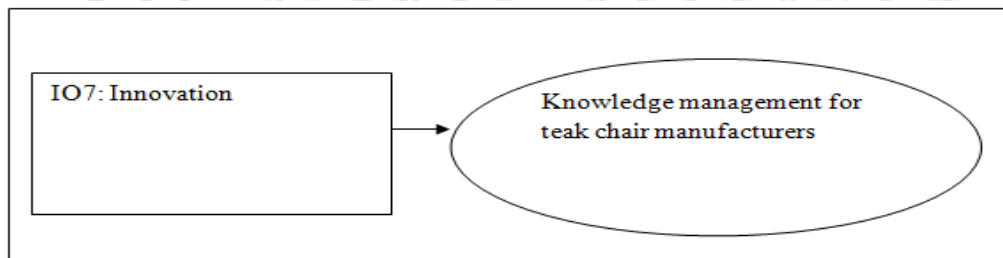 IO7: Innovation
Knowledge management for
teak chair manufacturers